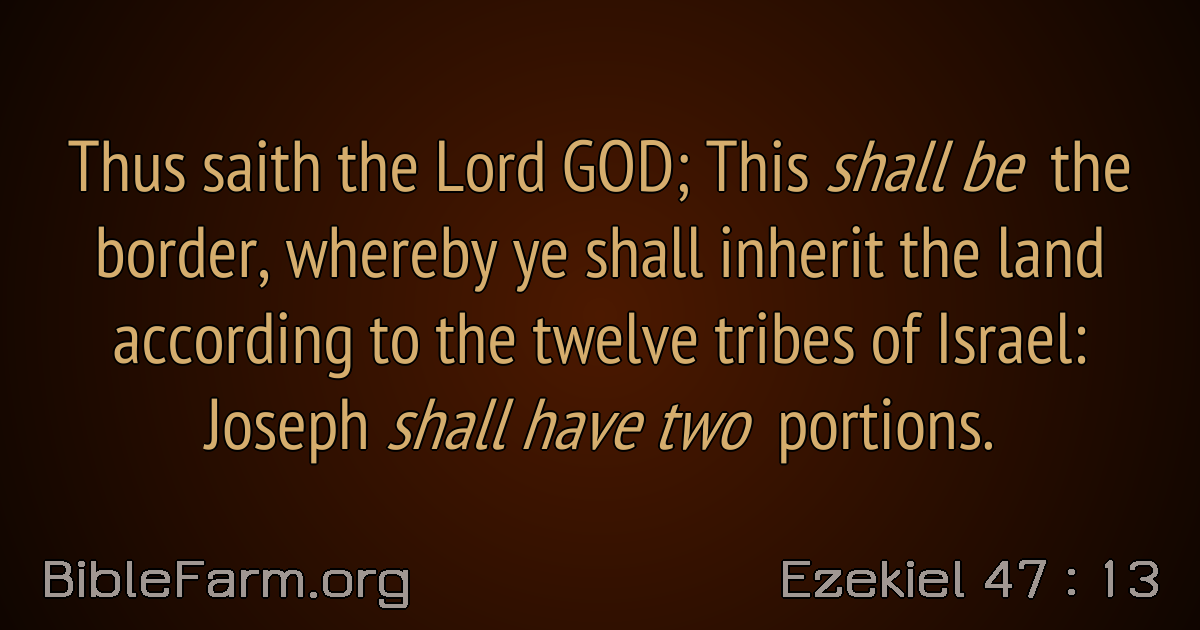 Thus saith the Lord GOD; This shall be the
border, whereby ye shall inherit the land
according to the twelve tribes of Israel:
Joseph shall have two portions.
BibleFarm.org
Ezekiel 47 : 13